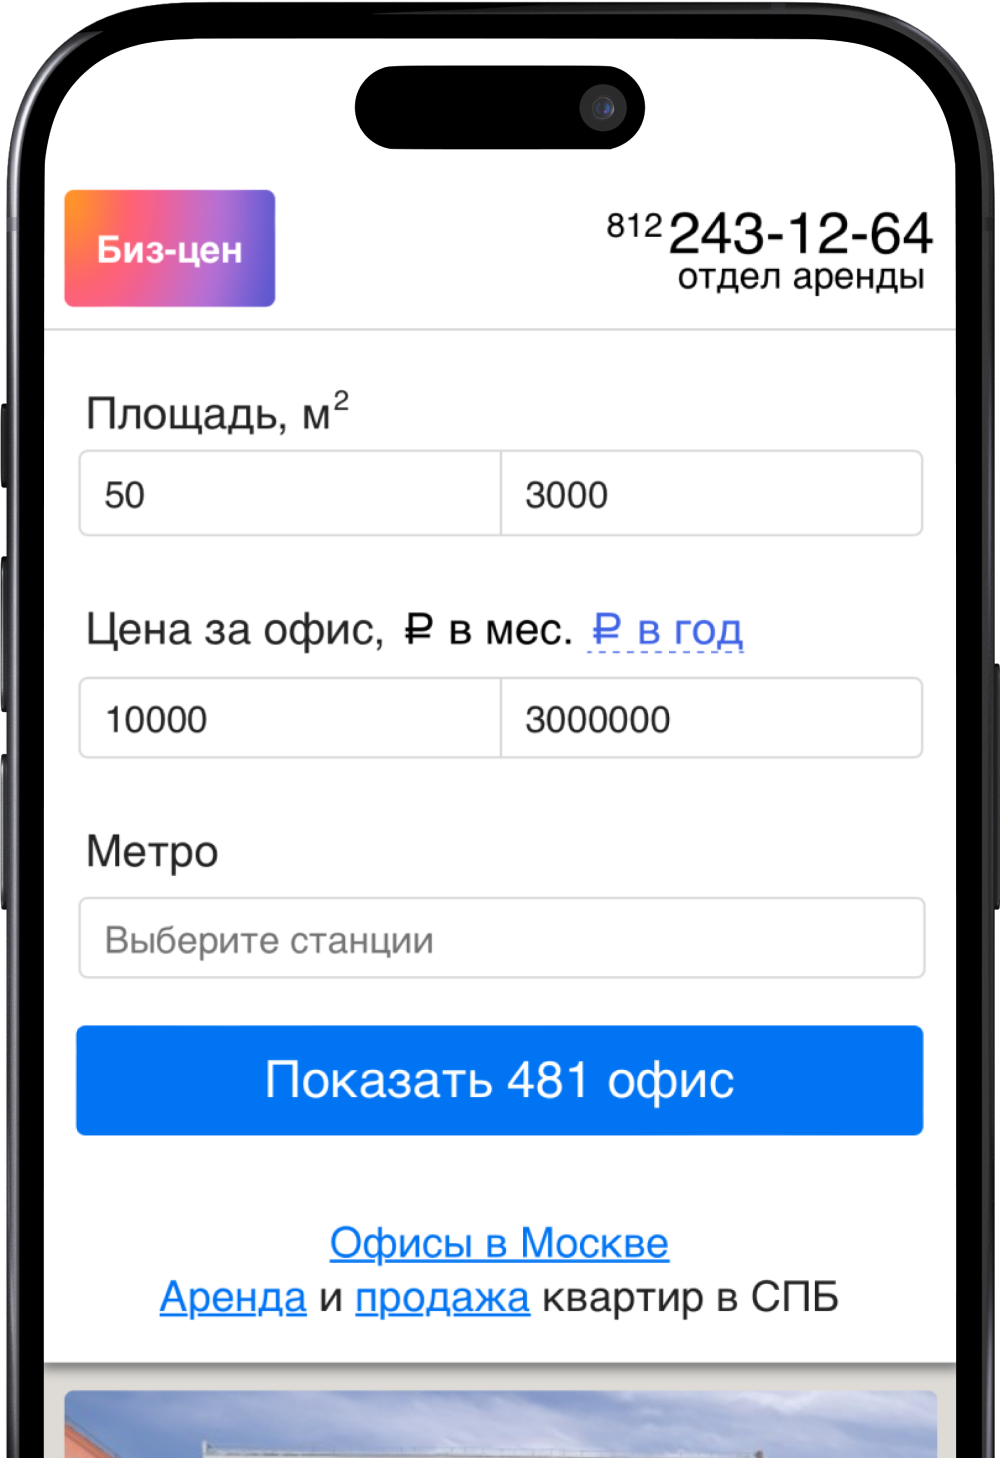 Биз-цен
812 243-12-64
отдел аренды
Площадь, м²
50 3000
Цена за офис, ₽ в мес. ₽ в год
10000 3000000
Метро
Выберите станции
Показать 481 офис
Офисы в Москве
Аренда и продажа квартир в СПБ